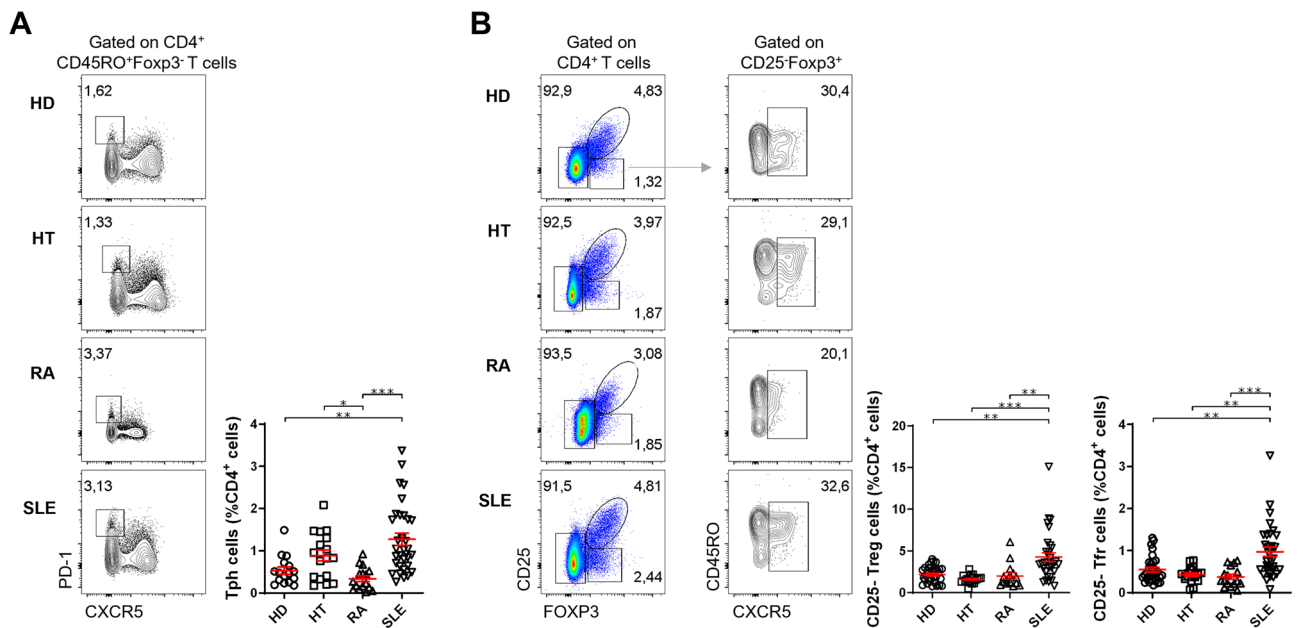 A
Gated on CD4⁺
CD45RO⁺Foxp3⁻ T cells
HD
1,62
HT
1,33
RA
3,37
SLE
3,13
PD-1
CXCR5
Tph cells (%CD4⁺ cells)
4
3
2
1
0
HD
HT
RA
SLE
***
*
**
B
Gated on
CD4⁺ T cells
Gated on
CD25⁻Foxp3⁺
HD
92,9
4,83
1,32
30,4
HT
92,5
3,97
1,87
29,1
RA
93,5
3,08
1,85
20,1
SLE
91,5
4,81
2,44
32,6
CD25
FOXP3
CD45RO
CXCR5
CD25- Treg cells (%CD4⁺ cells)
20
15
10
5
0
HD
HT
RA
SLE
**
***
**
CD25- Tfr cells (%CD4⁺ cells)
4
3
2
1
0
HD
HT
RA
SLE
***
**
**